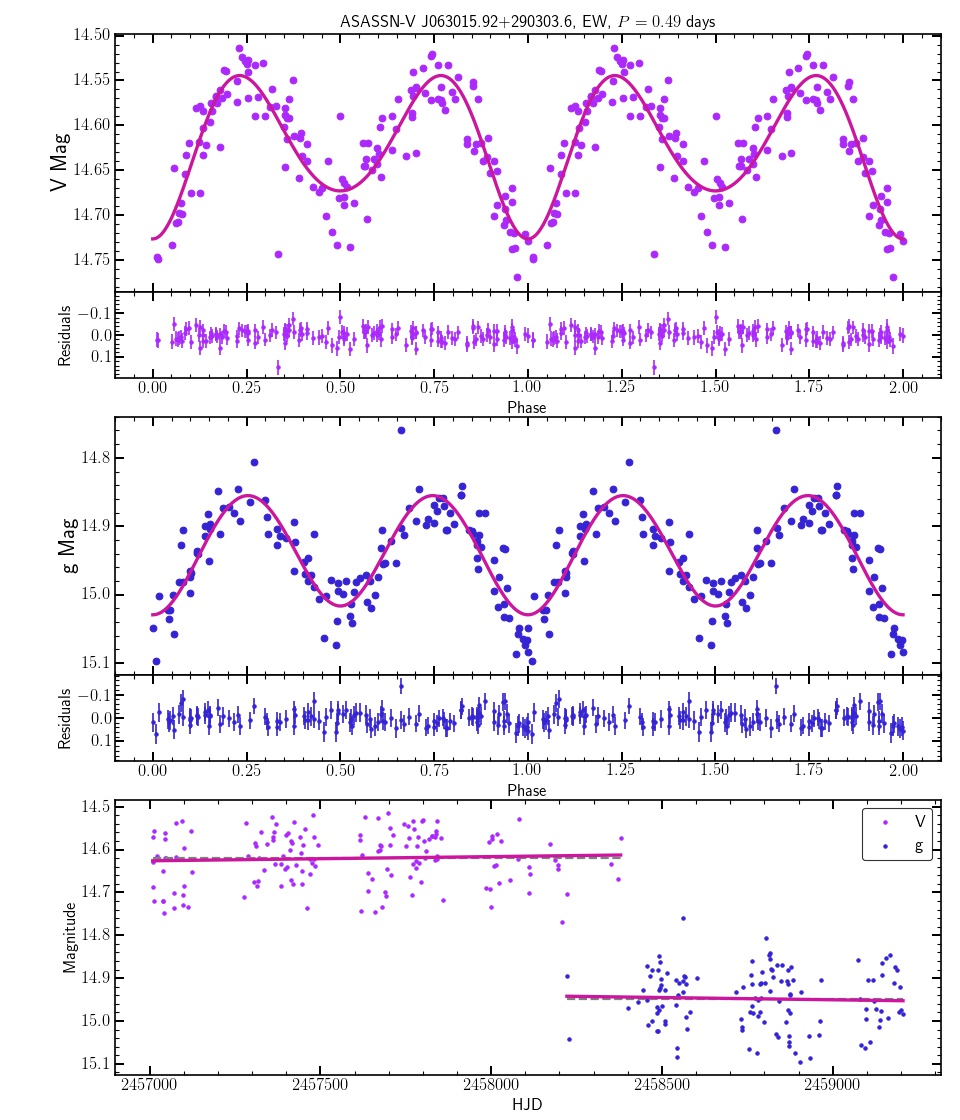 ASASSN-V J063015.92+290303.6, EW, P = 0.49 days
14.50
14.55
14.60
14.65
14.70
14.75
V Mag
−0.1
0.0
0.1
Residuals
0.00 0.25 0.50 0.75 1.00 1.25 1.50 1.75 2.00
Phase
14.8
14.9
15.0
15.1
g Mag
−0.1
0.0
0.1
Residuals
0.00 0.25 0.50 0.75 1.00 1.25 1.50 1.75 2.00
Phase
14.5
14.6
14.7
14.8
14.9
15.0
15.1
Magnitude
V
g
2457000 2457500 2458000 2458500 2459000
HJD